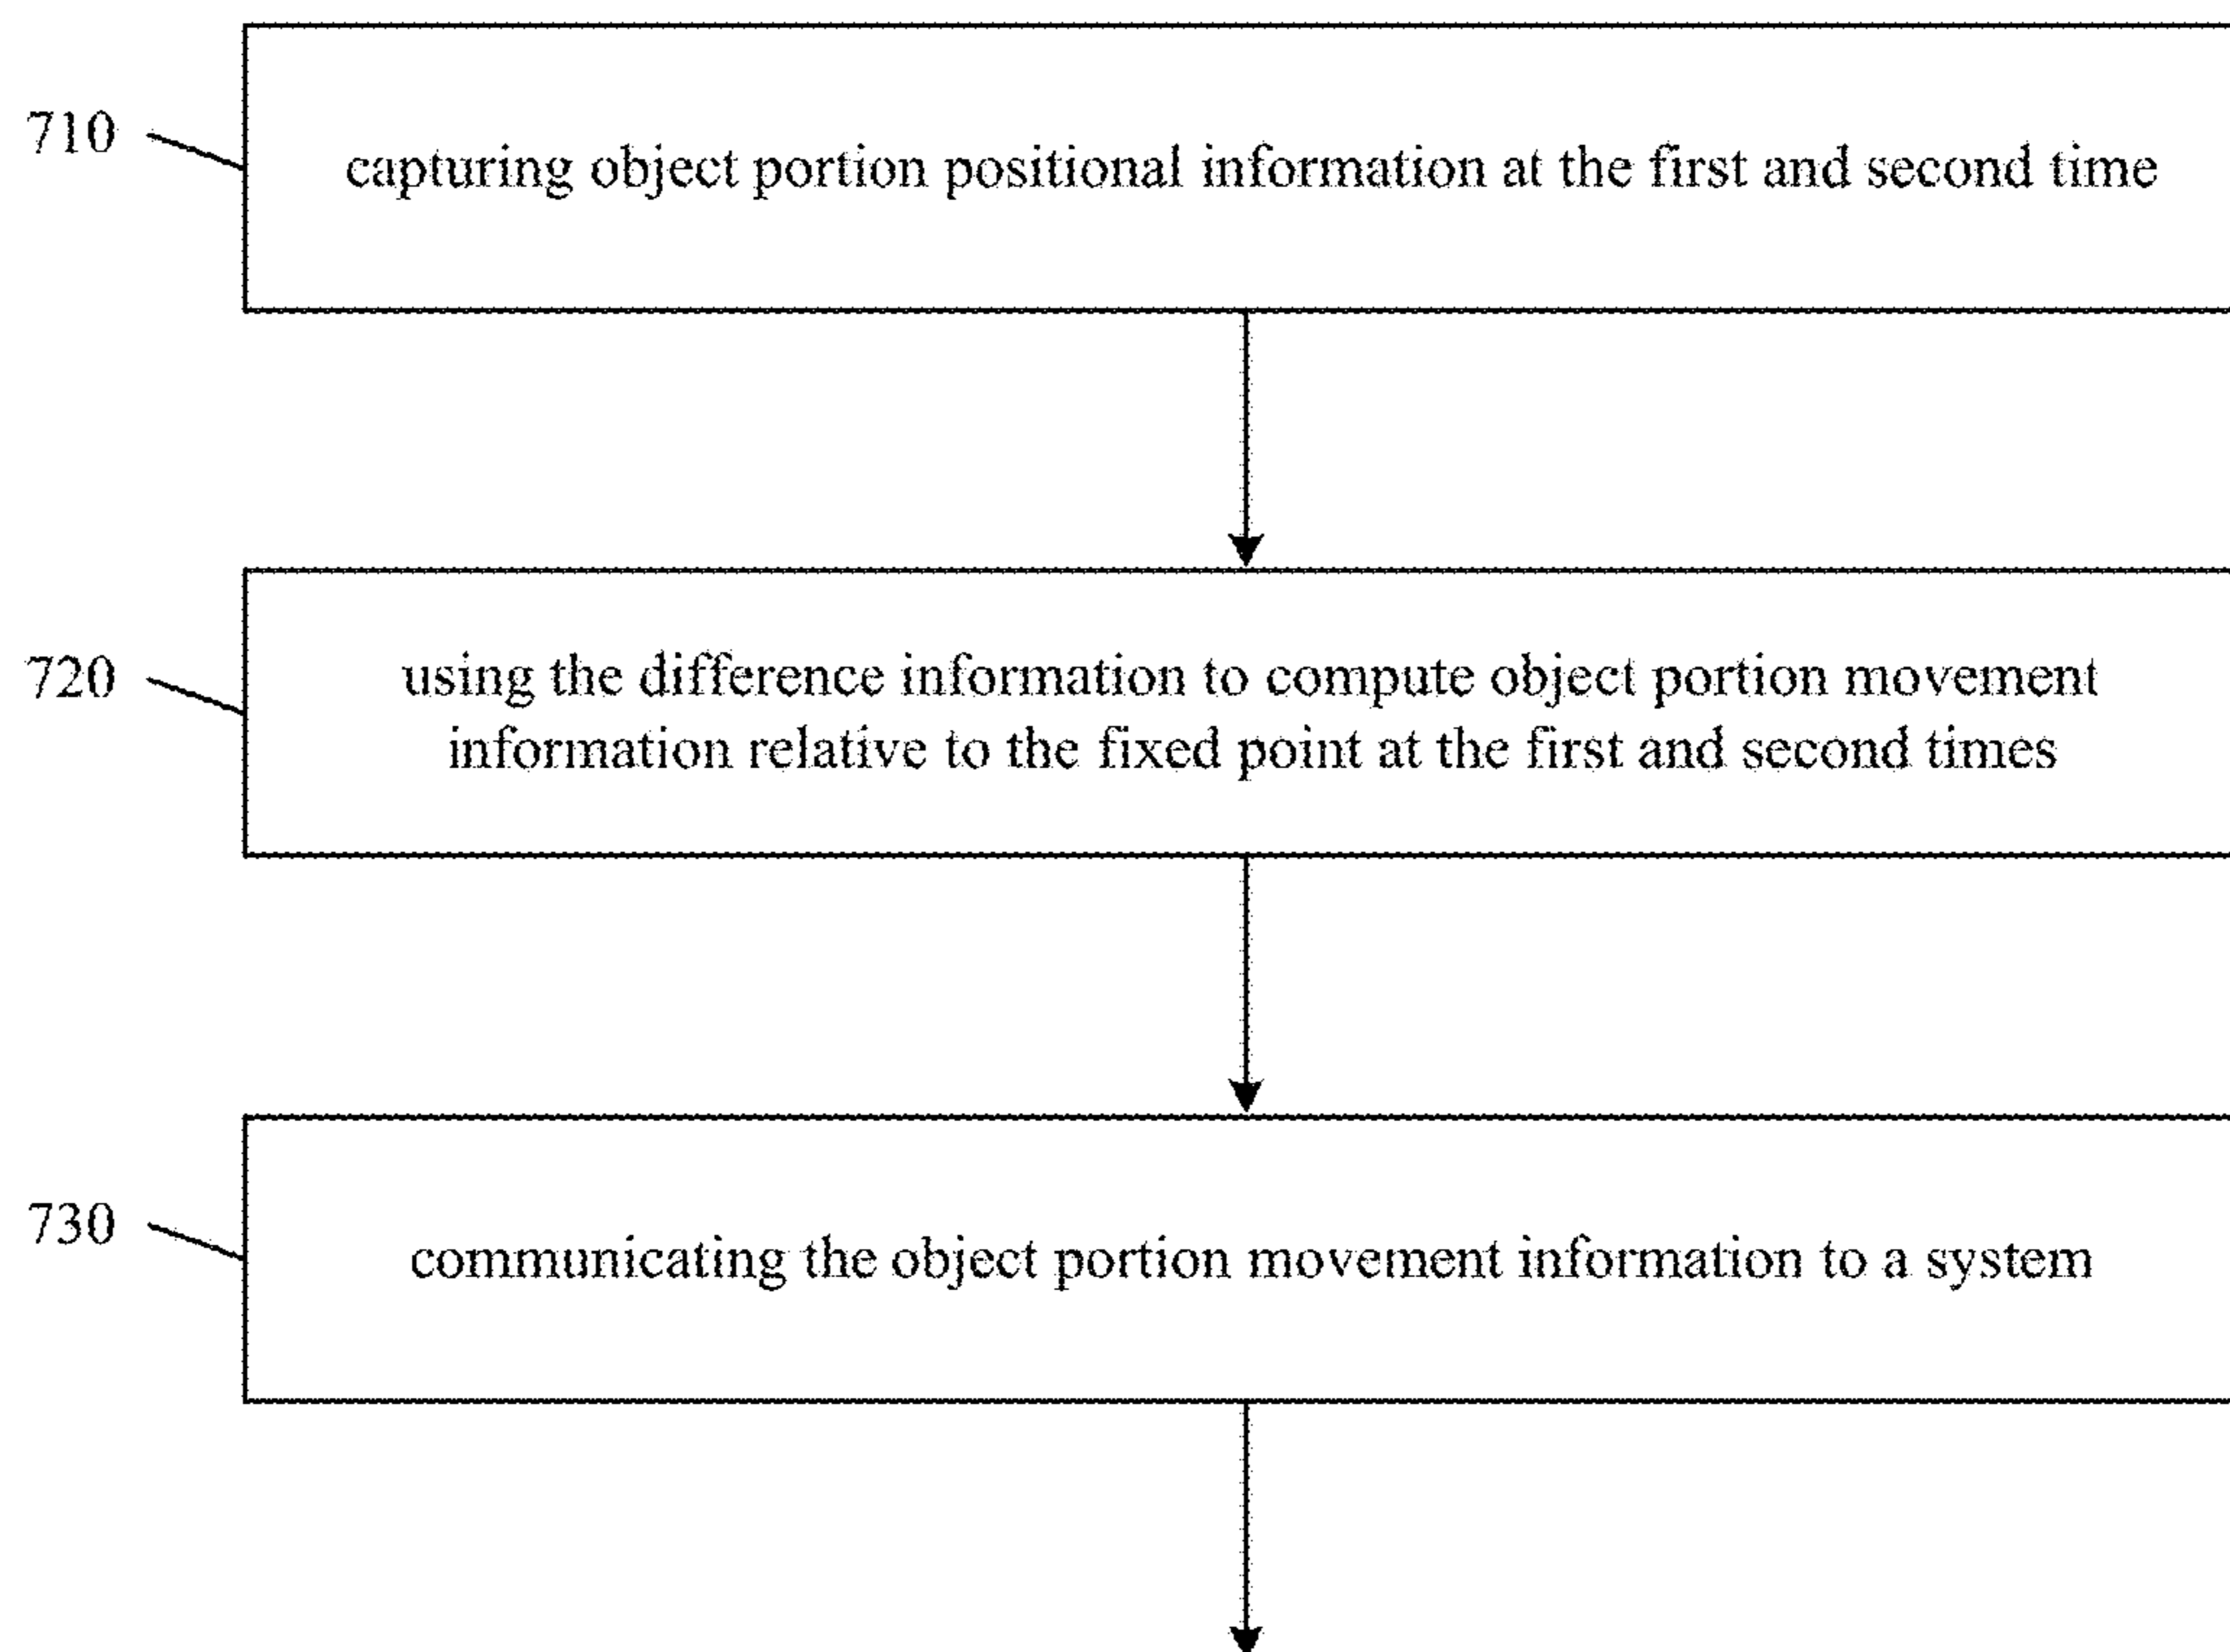 710
capturing object portion positional information at the first and second time
720
using the difference information to compute object portion movement
information relative to the fixed point at the first and second times
730
communicating the object portion movement information to a system